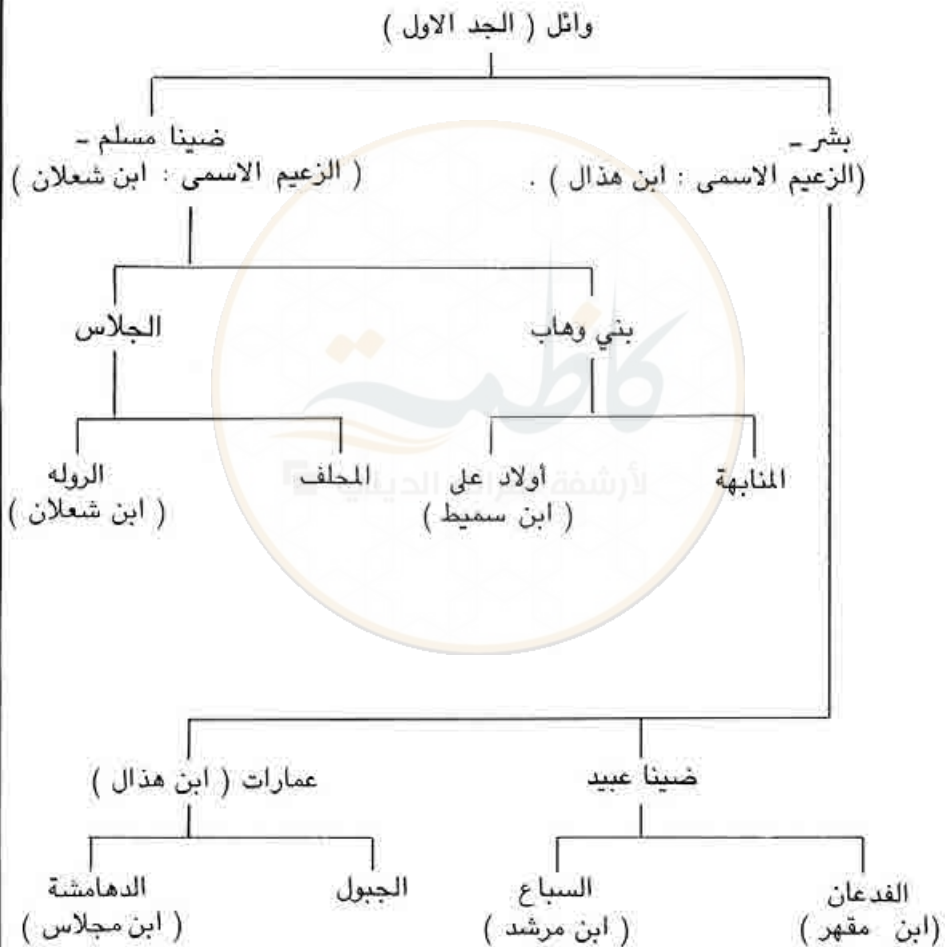 وائل ( الجد الاول )
بشر –
(الزعيم الاسمى : ابن هذال ) .
ضينا مسلم –
( الزعيم الاسمى : ابن شعلان )
بني وهاب
الجلاس
المنابهة
أولاد على
( ابن سميط )
المحلف
الروله
( ابن شعلان )
كاظمة
ضينا عبيد
عمارات ( ابن هذال )
الفدعان
(ابن مقهر )
السباع
( ابن مرشد )
الجبول
الدهامشة
( ابن مجلاس )